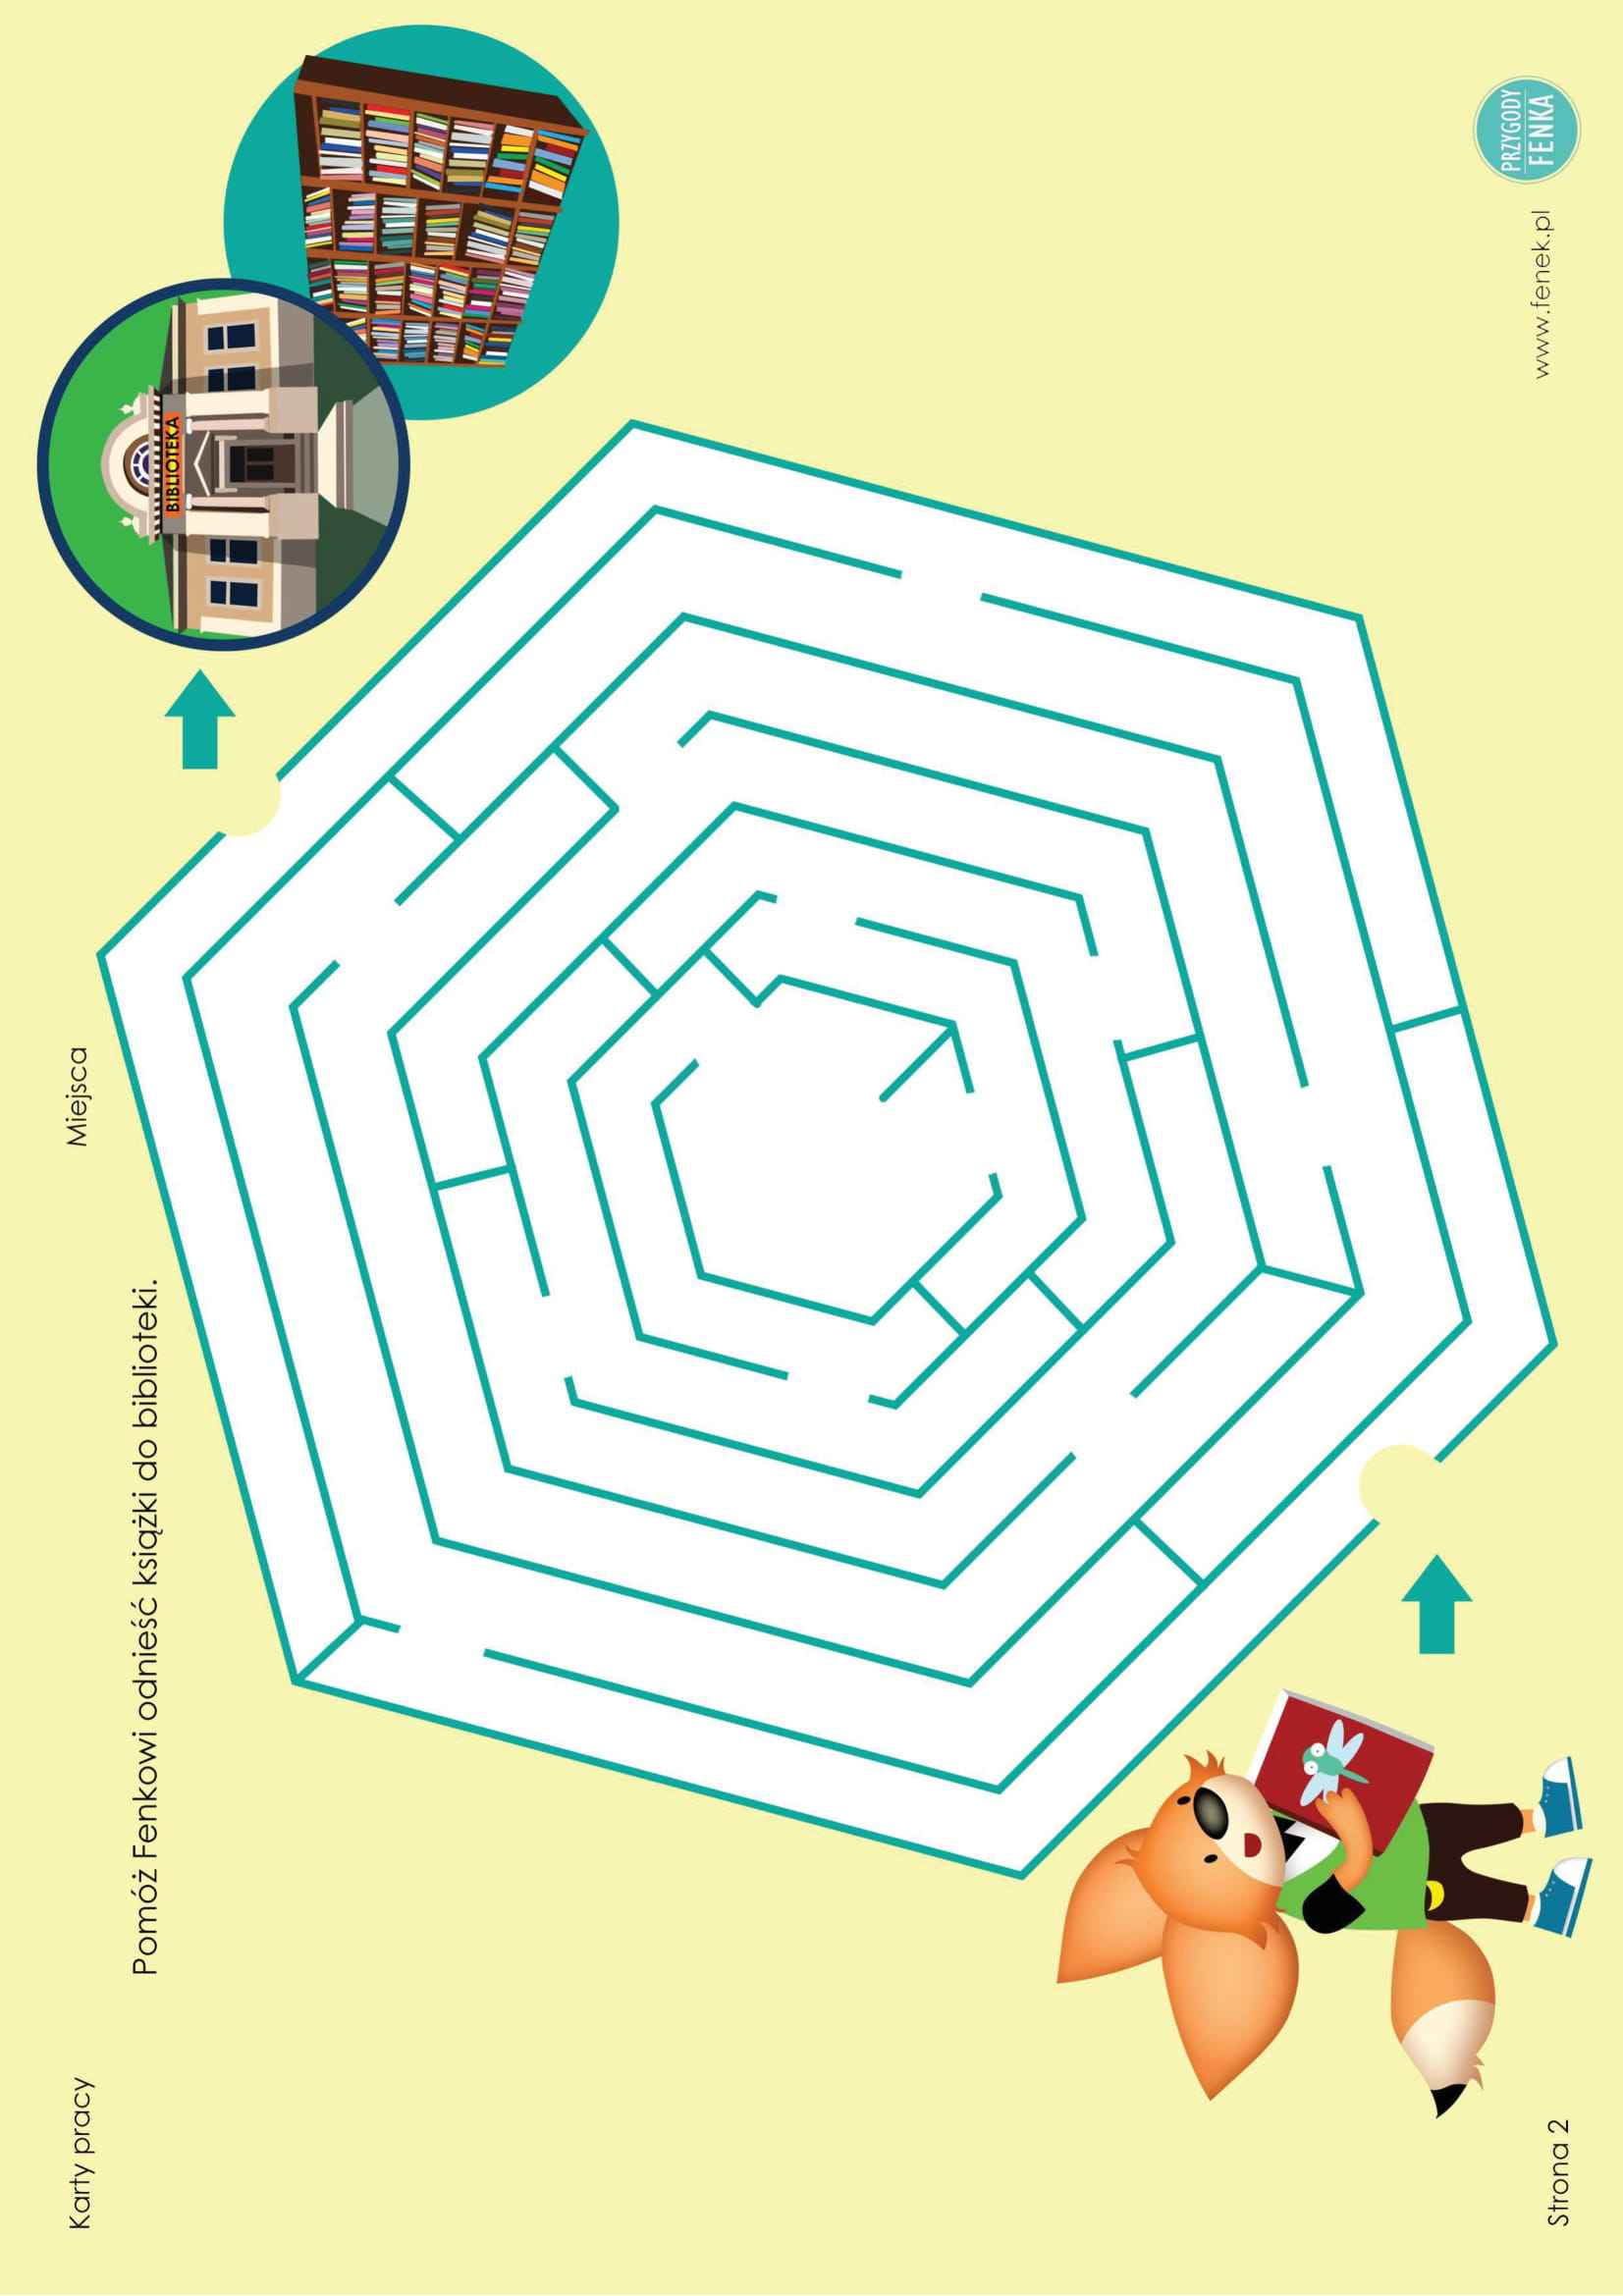 Karty pracy
Miejsca
Pomóż Fenkowi odnieść książki do biblioteki.
BIBLIOTEKA
Strona 2
www.fenek.pl
PRZYGODY
FENKA